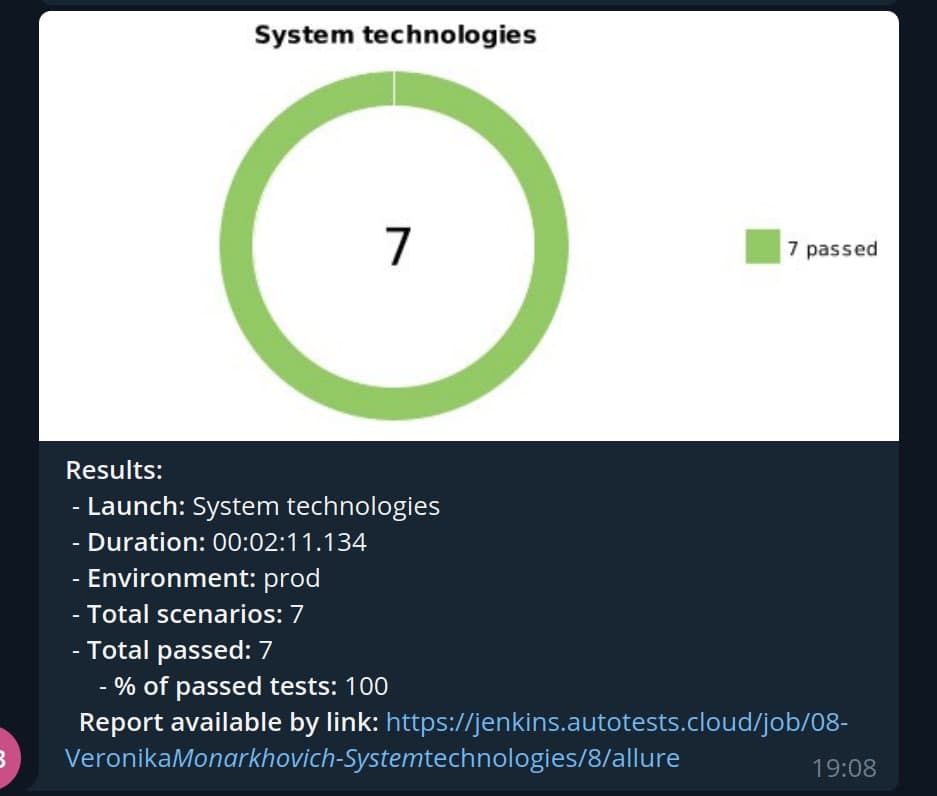 System technologies
7
7 passed
Results:
- Launch: System technologies
- Duration: 00:02:11.134
- Environment: prod
- Total scenarios: 7
- Total passed: 7
- % of passed tests: 100
Report available by link: https://jenkins.autotests.cloud/job/08-
VeronikaMonarkhovich-Systemtechnologies/8/allure
19:08